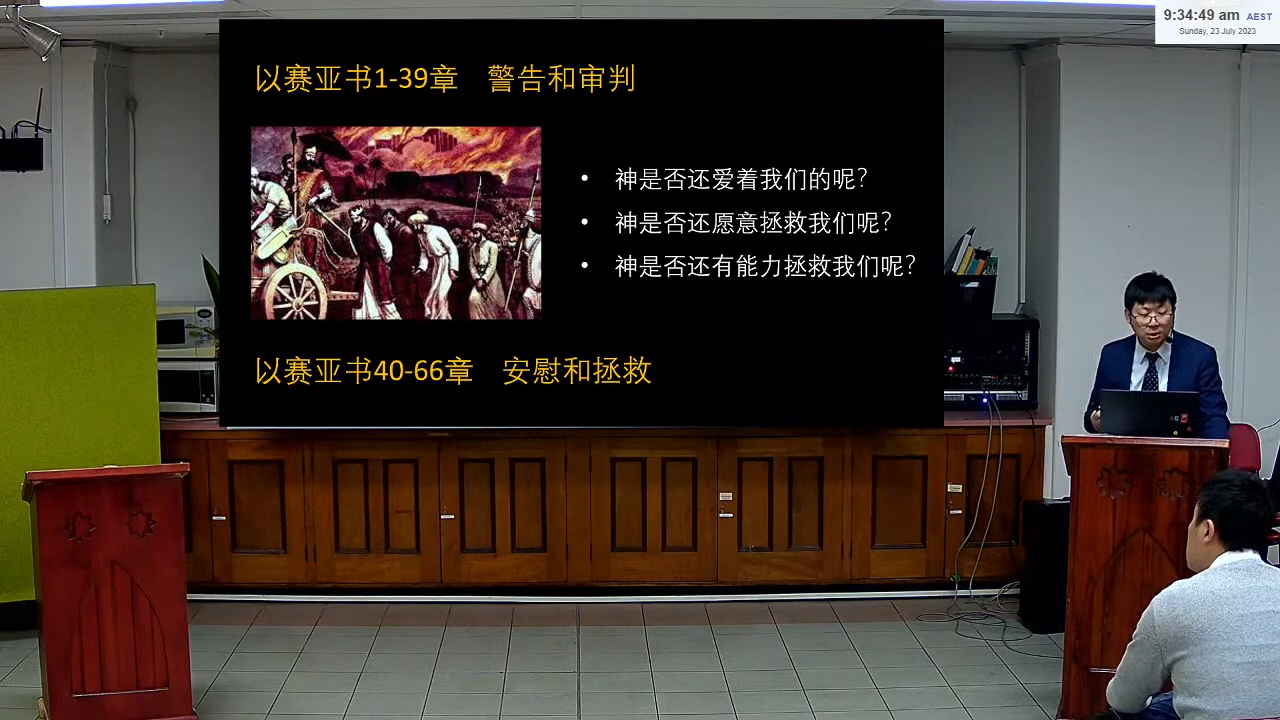 9:34:49 am AEST
Sunday, 23 July 2023
以赛亚书1-39章 警告和审判
• 神是否还爱着我们的呢？
• 神是否还愿意拯救我们呢？
• 神是否还有能力拯救我们呢？
以赛亚书40-66章 安慰和拯救